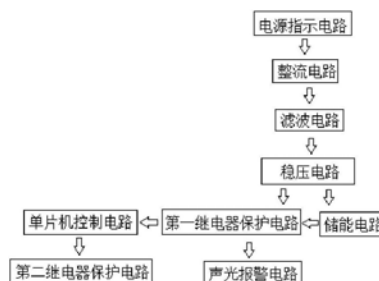 电源指示电路
整流电路
滤波电路
稳压电路
单片机控制电路 第一继电器保护电路 储能电路
第二继电器保护电路 声光报警电路